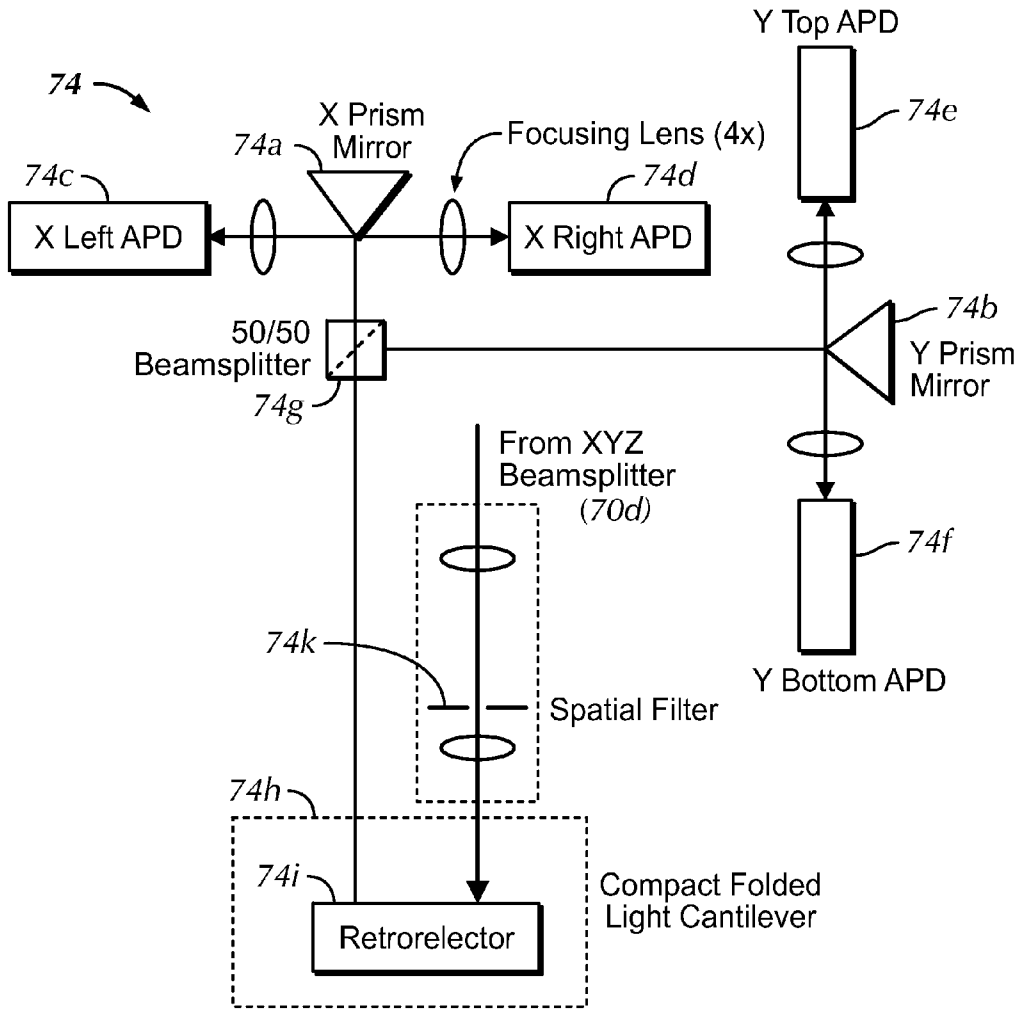 Y Top APD
74
74e
X Prism
Mirror
74a
Focusing Lens (4x)
74c
74d
X Left APD
X Right APD
74b
50/50
Beamsplitter
Y Prism
Mirror
74g
From XYZ
Beamsplitter
(70d)
74f
74k
Y Bottom APD
Spatial Filter
74h
74i
Compact Folded
Light Cantilever
Retrorelector